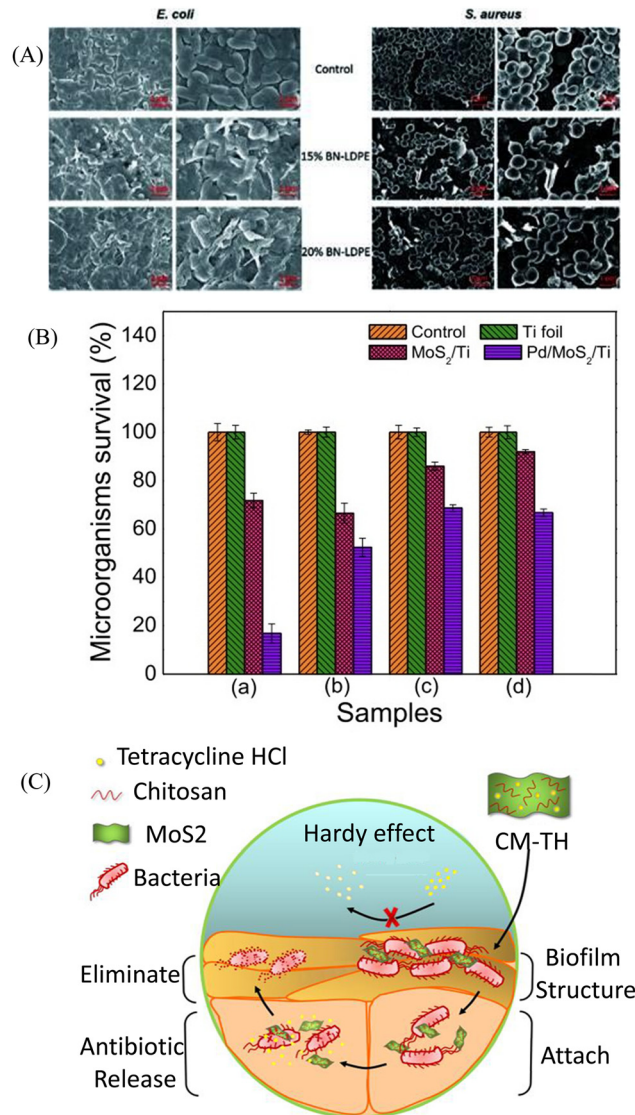 E. coli
S. aureus
(A)
Control
15% BN-LDPE
20% BN-LDPE
(B)
Microorganisms survival (%)
140
120
100
80
60
40
20
0
Control
Ti foil
MoS2/Ti
Pd/MoS2/Ti
(a)
(b)
(c)
(d)
Samples
(C)
Tetracycline HCl
Chitosan
MoS2
Bacteria
Hardy effect
CM-TH
Eliminate
Biofilm
Structure
Antibiotic
Release
Attach